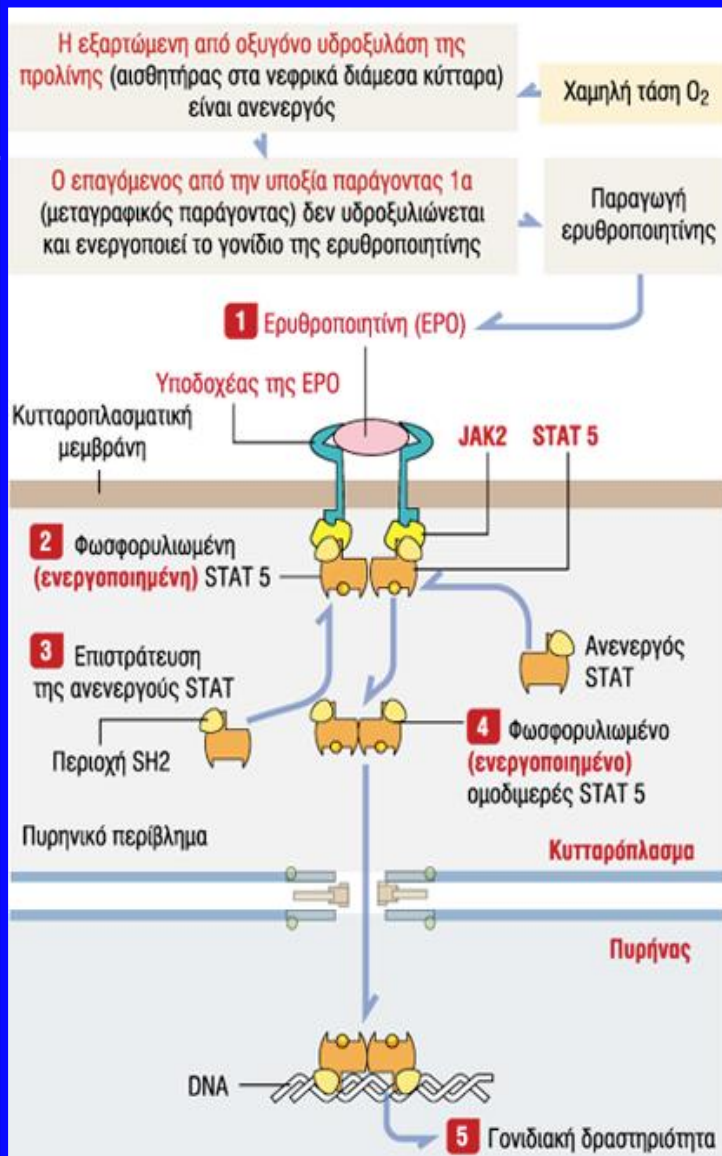 Η εξαρτώμενη από οξυγόνο υδροξυλάση της
προλίνης (αισθητήρας στα νεφρικά διάμεσα κύτταρα)
είναι ανενεργός
Χαμηλή τάση O₂
Ο επαγόμενος από την υποξία παράγοντας 1α
(μεταγραφικός παράγοντας) δεν υδροξυλιώνεται
και ενεργοποιεί το γονίδιο της ερυθροποιητίνης
Παραγωγή
ερυθροποιητίνης
1 Ερυθροποιητίνη (EPO)
Υποδοχέας της EPO
Κυτταροπλασματική
μεμβράνη
JAK2
STAT 5
2 Φωσφορυλιωμένη
(ενεργοποιημένη) STAT 5
3 Επιστράτευση
της ανενεργούς STAT
Ανενεργός
STAT
Περιοχή SH2
4 Φωσφορυλιωμένο
(ενεργοποιημένο)
ομοδιμερές STAT 5
Πυρηνικό περίβλημα
Κυτταρόπλασμα
Πυρήνας
DNA
5 Γονιδιακή δραστηριότητα